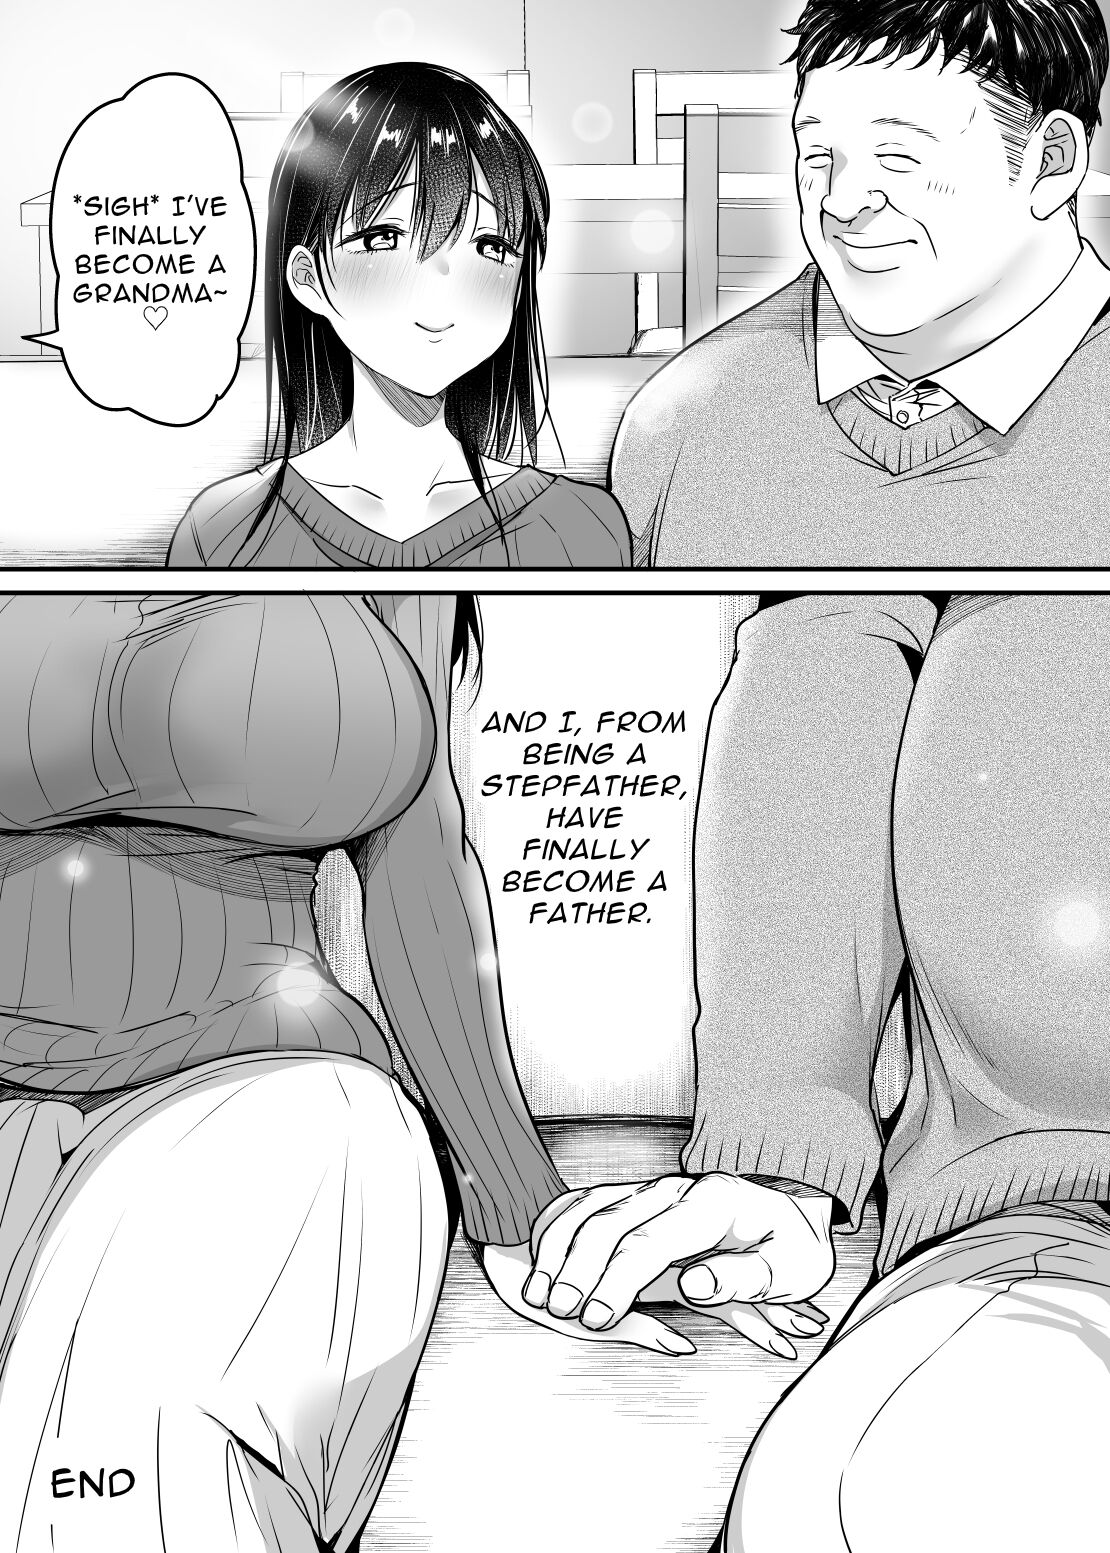 *SIGH* I'VE
FINALLY
BECOME A
GRANDMA~
♡
AND I, FROM
BEING A
STEPFATHER,
HAVE
FINALLY
BECOME A
FATHER.
END